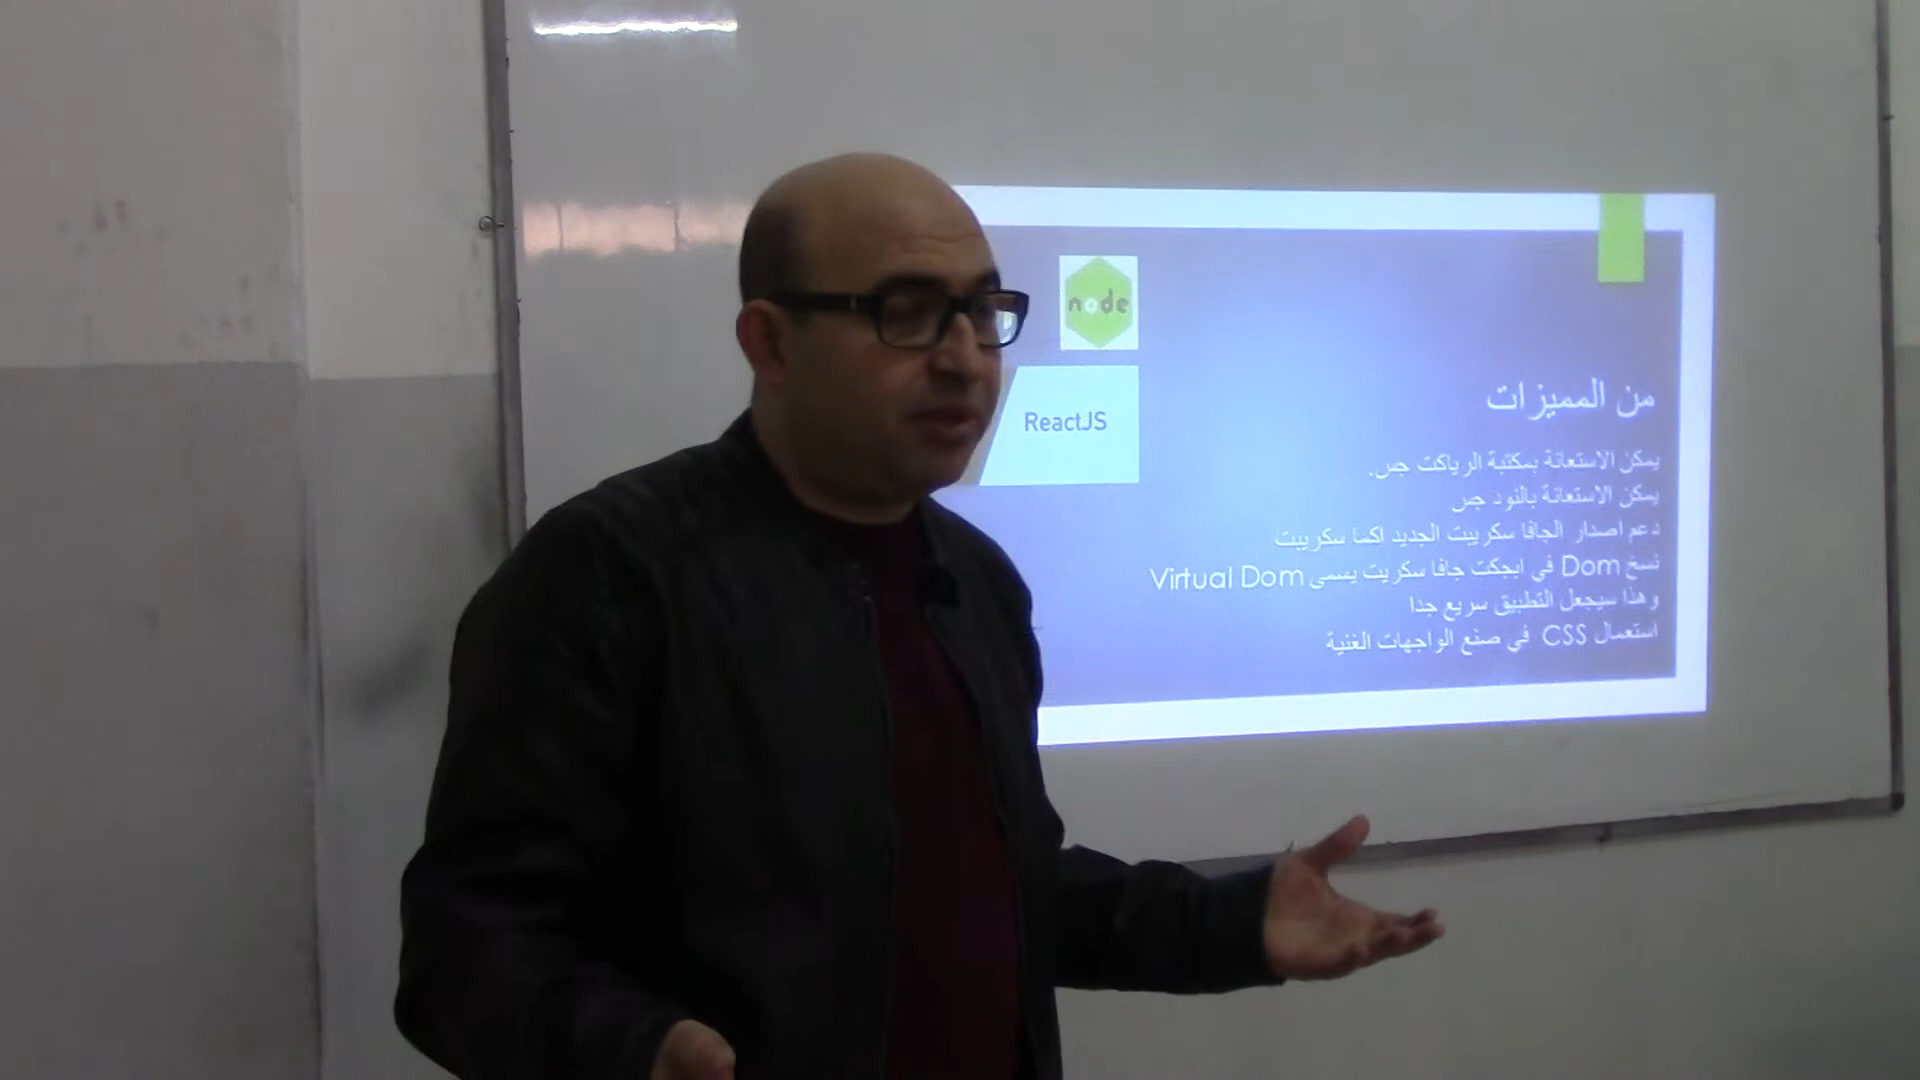 node
ReactJS
من المميزات
يمكن الاستعانة بمكتبة الرياكت جس.
يمكن الاستعانة بالنود جس
دعم اصدار الجافا سكريبت الجديد اكما سكريبت
نسخ Dom في ابجكت جافا سكريت يسمى Virtual Dom
وهذا سيجعل التطبيق سريع جدا
استعمال CSS في صنع الواجهات الغنية